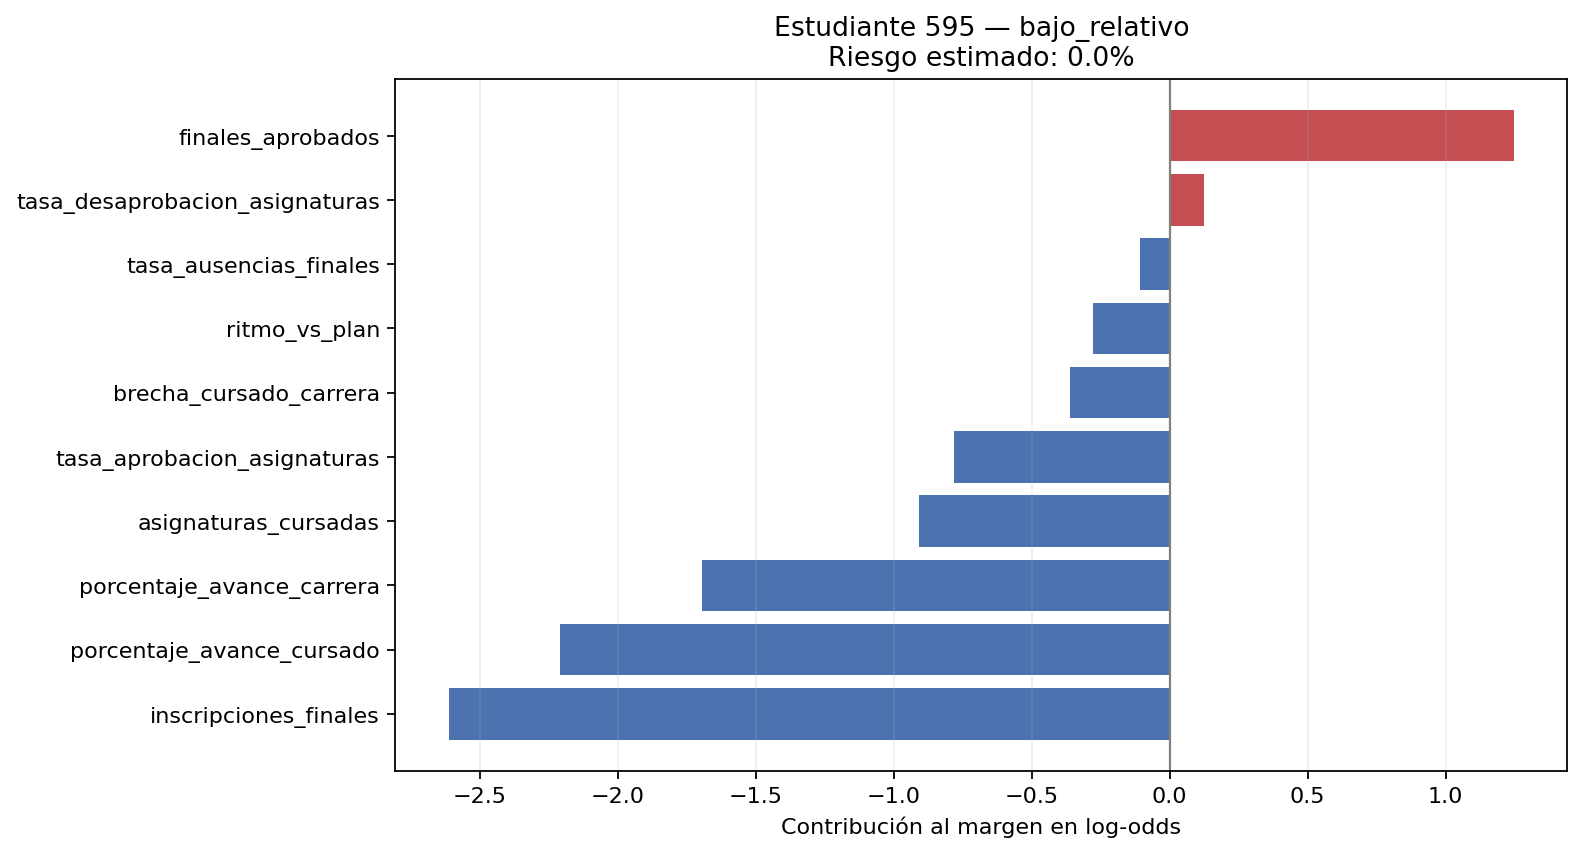 Estudiante 595 — bajo_relativo
Riesgo estimado: 0.0%
finales_aprobados
tasa_desaprobacion_asignaturas
tasa_ausencias_finales
ritmo_vs_plan
brecha_cursado_carrera
tasa_aprobacion_asignaturas
asignaturas_cursadas
porcentaje_avance_carrera
porcentaje_avance_cursado
inscripciones_finales
−2.5 −2.0 −1.5 −1.0 −0.5 0.0 0.5 1.0
Contribución al margen en log-odds